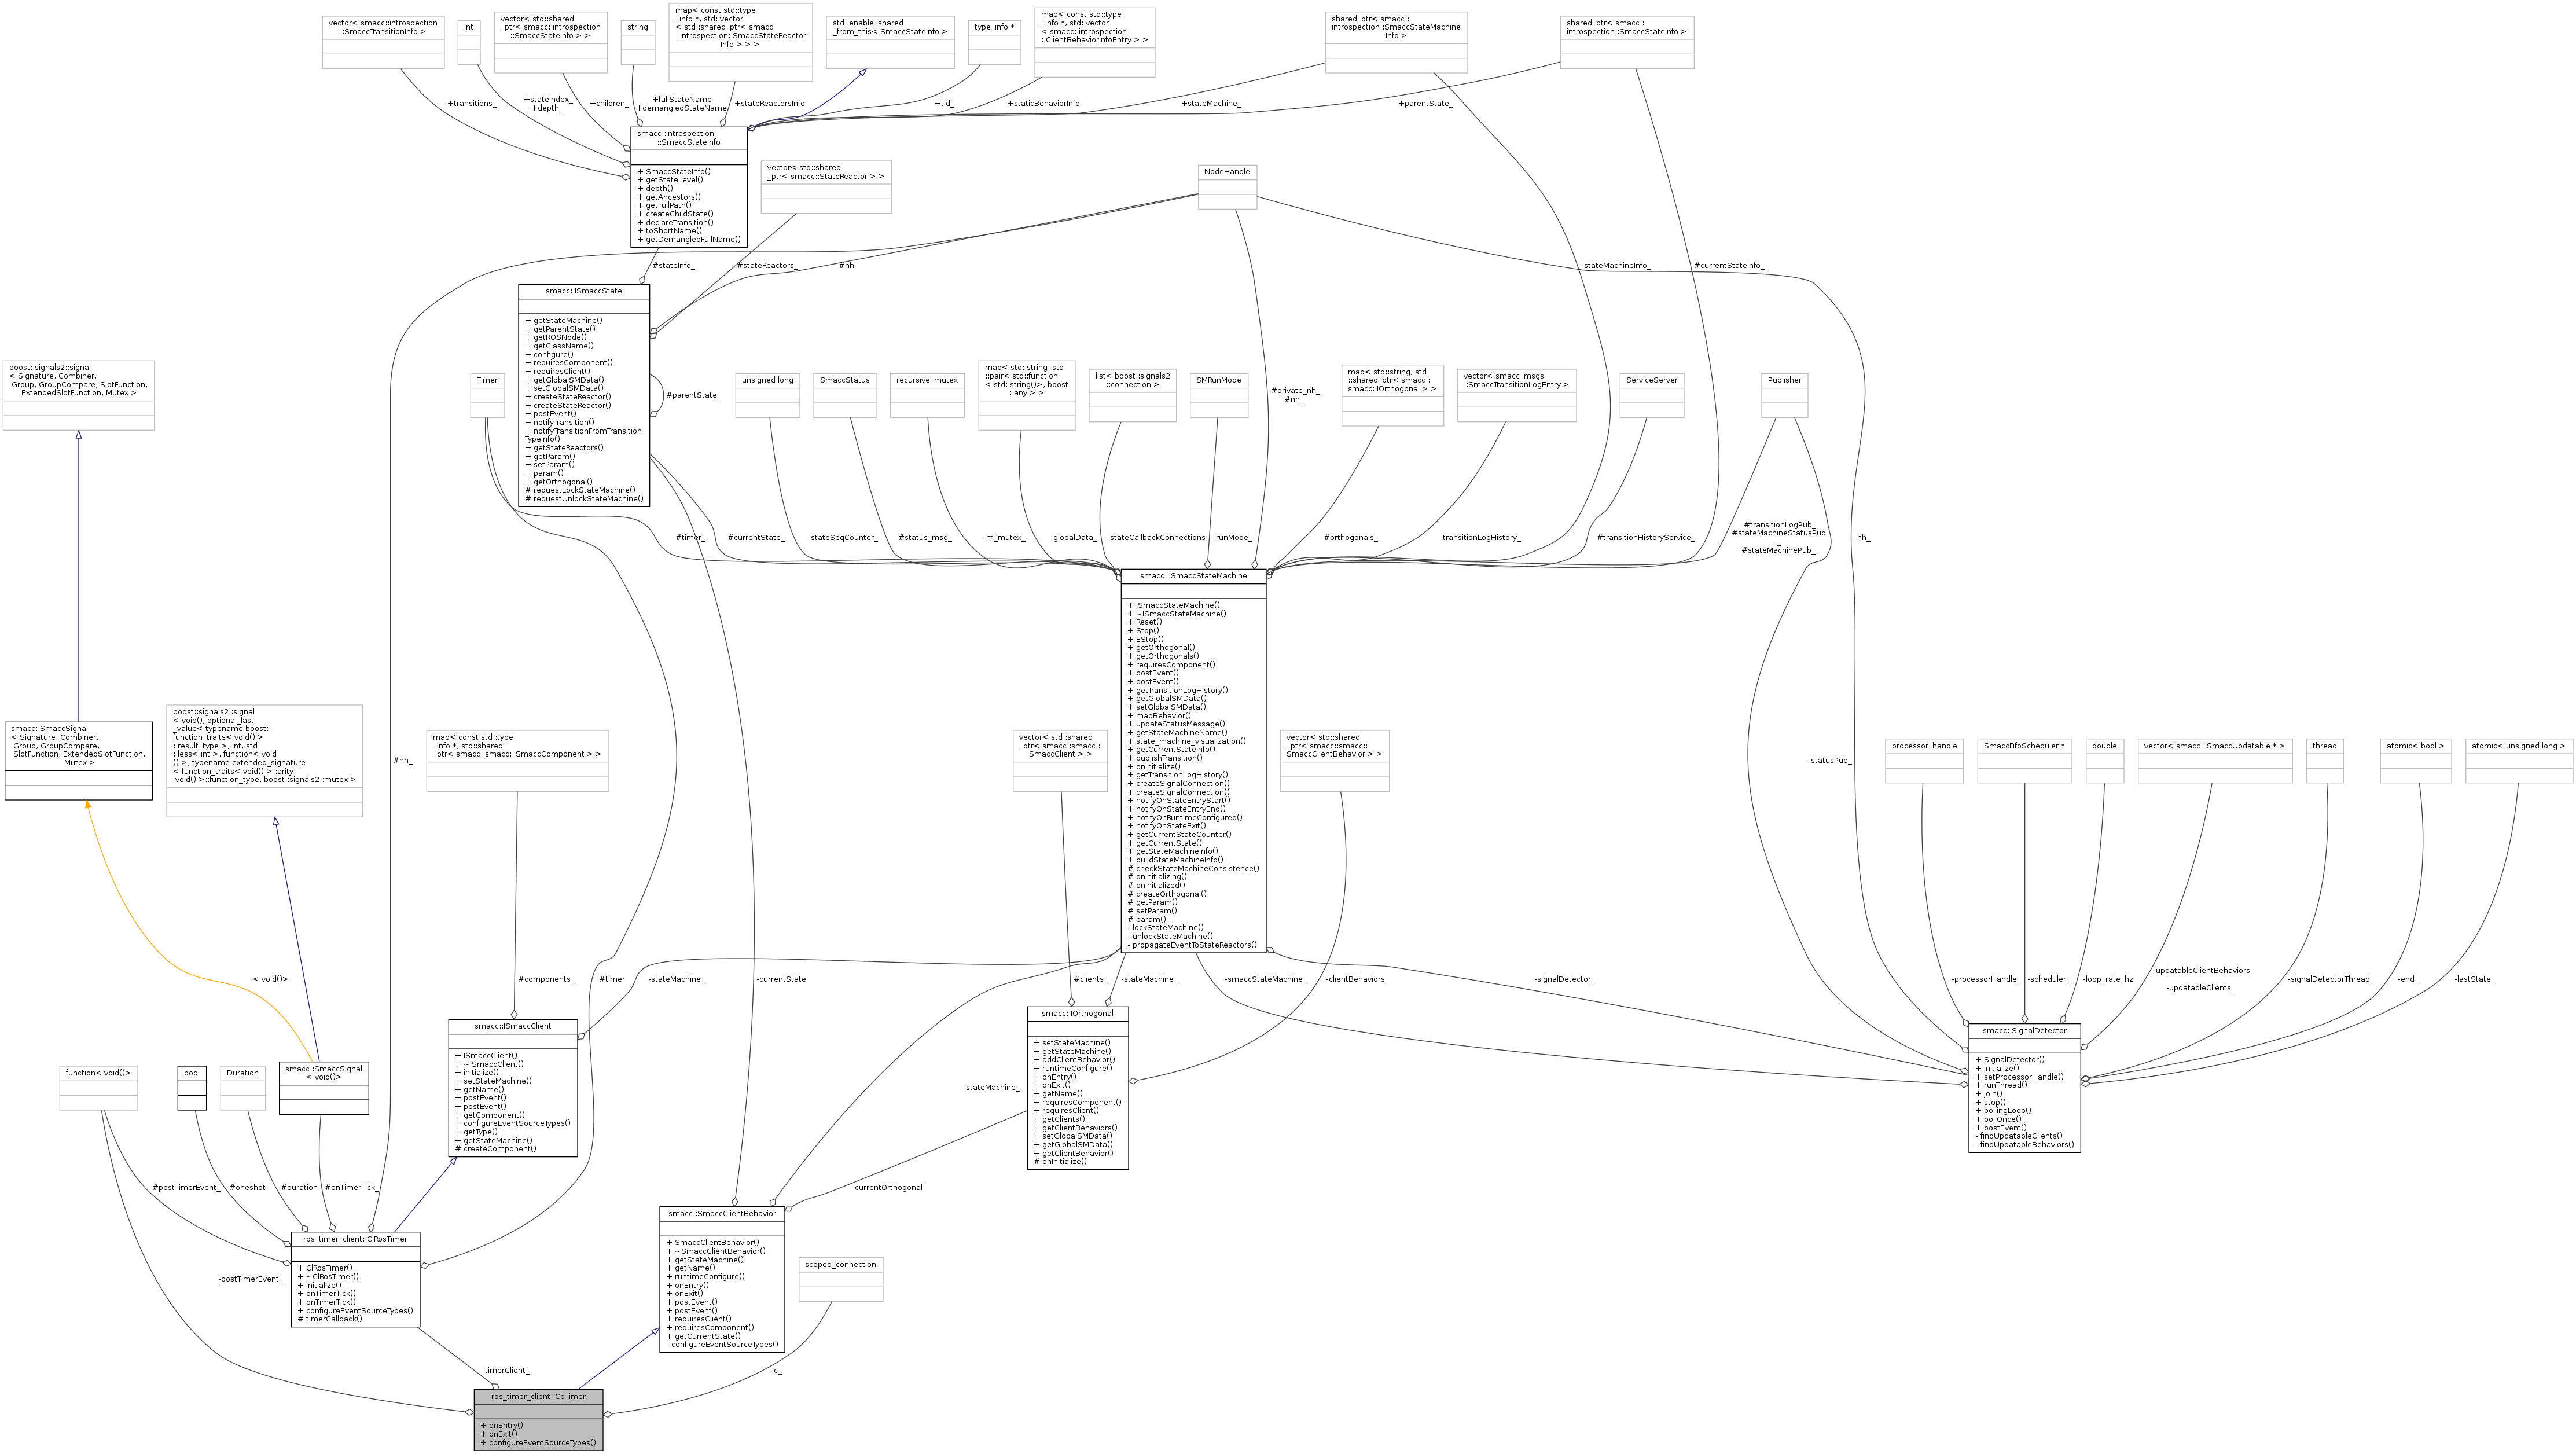 vector< smacc::introspection
::SmaccTransitionInfo >
int
vector< std::shared
_ptr< smacc::introspection
::SmaccStateInfo > >
string
map< const std::type
_info *, std::vector
< std::shared_ptr< smacc
::introspection::SmaccStateReactor
Info > > >
std::enable_shared
_from_this< SmaccStateInfo >
type_info *
map< const std::type
_info *, std::vector
< smacc::introspection
::ClientBehaviorInfoEntry > >
shared_ptr< smacc::
introspection::SmaccStateMachine
Info >
shared_ptr< smacc::
introspection::SmaccStateInfo >
+transitions_
+stateIndex_
+depth_
+children_
+fullStateName
+demangledStateName
+stateReactorsInfo
+tid_
+staticBehaviorInfo
+stateMachine_
+parentState_
smacc::introspection
::SmaccStateInfo
+ SmaccStateInfo()
+ getStateLevel()
+ depth()
+ getAncestors()
+ getFullPath()
+ createChildState()
+ declareTransition()
+ toShortName()
+ getDemangledFullName()
vector< std::shared
_ptr< smacc::StateReactor > >
NodeHandle
#stateInfo_
#stateReactors_
#nh
-stateMachineInfo_
#currentStateInfo_
smacc::ISmaccState
+ getStateMachine()
+ getParentState()
+ getROSNode()
+ getClassName()
+ configure()
+ requiresComponent()
+ requiresClient()
+ getGlobalSMData()
+ setGlobalSMData()
+ createStateReactor()
+ createStateReactor()
+ postEvent()
+ notifyTransition()
+ notifyTransitionFromTransition
TypeInfo()
+ getStateReactors()
+ getParam()
+ setParam()
+ param()
+ getOrthogonal()
# requestLockStateMachine()
# requestUnlockStateMachine()
#parentState_
boost::signals2::signal
< Signature, Combiner,
Group, GroupCompare, SlotFunction,
ExtendedSlotFunction, Mutex >
Timer
unsigned long
SmaccStatus
recursive_mutex
map< std::string, std
::pair< std::function
< std::string()>, boost
::any > >
list< boost::signals2
::connection >
SMRunMode
#private_nh_
#nh_
map< std::string, std
::shared_ptr< smacc::
smacc::IOrthogonal > >
vector< smacc_msgs
::SmaccTransitionLogEntry >
ServiceServer
Publisher
#timer_
#currentState_
-stateSeqCounter_
#status_msg_
-m_mutex_
-globalData_
-stateCallbackConnections
-runMode_
#orthogonals_
-transitionLogHistory_
#transitionHistoryService_
#transitionLogPub_
#stateMachineStatusPub
_
#stateMachinePub_
-nh_
smacc::ISmaccStateMachine
+ ISmaccStateMachine()
+ ~ISmaccStateMachine()
+ Reset()
+ Stop()
+ EStop()
+ getOrthogonal()
+ getOrthogonals()
+ requiresComponent()
+ postEvent()
+ postEvent()
+ getTransitionLogHistory()
+ getGlobalSMData()
+ setGlobalSMData()
+ mapBehavior()
+ updateStatusMessage()
+ getStateMachineName()
+ state_machine_visualization()
+ getCurrentStateInfo()
+ publishTransition()
+ onInitialize()
+ getTransitionLogHistory()
+ createSignalConnection()
+ createSignalConnection()
+ notifyOnStateEntryStart()
+ notifyOnStateEntryEnd()
+ notifyOnRuntimeConfigured()
+ notifyOnStateExit()
+ getCurrentStateCounter()
+ getCurrentState()
+ getStateMachineInfo()
+ buildStateMachineInfo()
# checkStateMachineConsistence()
# onInitializing()
# onInitialized()
# createOrthogonal()
# getParam()
# setParam()
# param()
- lockStateMachine()
- unlockStateMachine()
- propagateEventToStateReactors()
smacc::SmaccSignal
< Signature, Combiner,
Group, GroupCompare,
SlotFunction, ExtendedSlotFunction,
Mutex >
boost::signals2::signal
< void(), optional_last
_value< typename boost::
function_traits< void() >
::result_type >, int, std
::less< int >, function< void
() >, typename extended_signature
< function_traits< void() >::arity,
void() >::function_type, boost::signals2::mutex >
#nh_
map< const std::type
_info *, std::shared
_ptr< smacc::smacc::ISmaccComponent > >
vector< std::shared
_ptr< smacc::smacc::
ISmaccClient > >
vector< std::shared
_ptr< smacc::smacc::
SmaccClientBehavior > >
-statusPub_
processor_handle
SmaccFifoScheduler *
double
vector< smacc::ISmaccUpdatable * >
thread
atomic< bool >
atomic< unsigned long >
< void()>
#components_
#timer
-stateMachine_
-currentState
#clients_
-stateMachine_
-smaccStateMachine_
-clientBehaviors_
-signalDetector_
-processorHandle_
-scheduler_
-loop_rate_hz
-updatableClientBehaviors
_
-updatableClients_
-signalDetectorThread_
-end_
-lastState_
function< void()>
bool
Duration
smacc::SmaccSignal
< void()>
smacc::ISmaccClient
+ ISmaccClient()
+ ~ISmaccClient()
+ initialize()
+ setStateMachine()
+ getName()
+ postEvent()
+ postEvent()
+ getComponent()
+ configureEventSourceTypes()
+ getType()
+ getStateMachine()
# createComponent()
-stateMachine_
smacc::IOrthogonal
+ setStateMachine()
+ getStateMachine()
+ addClientBehavior()
+ runtimeConfigure()
+ onEntry()
+ onExit()
+ getName()
+ requiresComponent()
+ requiresClient()
+ getClients()
+ getClientBehaviors()
+ setGlobalSMData()
+ getGlobalSMData()
+ getClientBehavior()
# onInitialize()
smacc::SignalDetector
+ SignalDetector()
+ initialize()
+ setProcessorHandle()
+ runThread()
+ join()
+ stop()
+ pollingLoop()
+ pollOnce()
+ postEvent()
- findUpdatableClients()
- findUpdatableBehaviors()
#postTimerEvent_
#oneshot
#duration
#onTimerTick_
-currentOrthogonal
ros_timer_client::ClRosTimer
+ ClRosTimer()
+ ~ClRosTimer()
+ initialize()
+ onTimerTick()
+ onTimerTick()
+ configureEventSourceTypes()
# timerCallback()
-postTimerEvent_
smacc::SmaccClientBehavior
+ SmaccClientBehavior()
+ ~SmaccClientBehavior()
+ getStateMachine()
+ getName()
+ runtimeConfigure()
+ onEntry()
+ onExit()
+ postEvent()
+ postEvent()
+ requiresClient()
+ requiresComponent()
+ getCurrentState()
- configureEventSourceTypes()
scoped_connection
-timerClient_
-c_
ros_timer_client::CbTimer
+ onEntry()
+ onExit()
+ configureEventSourceTypes()